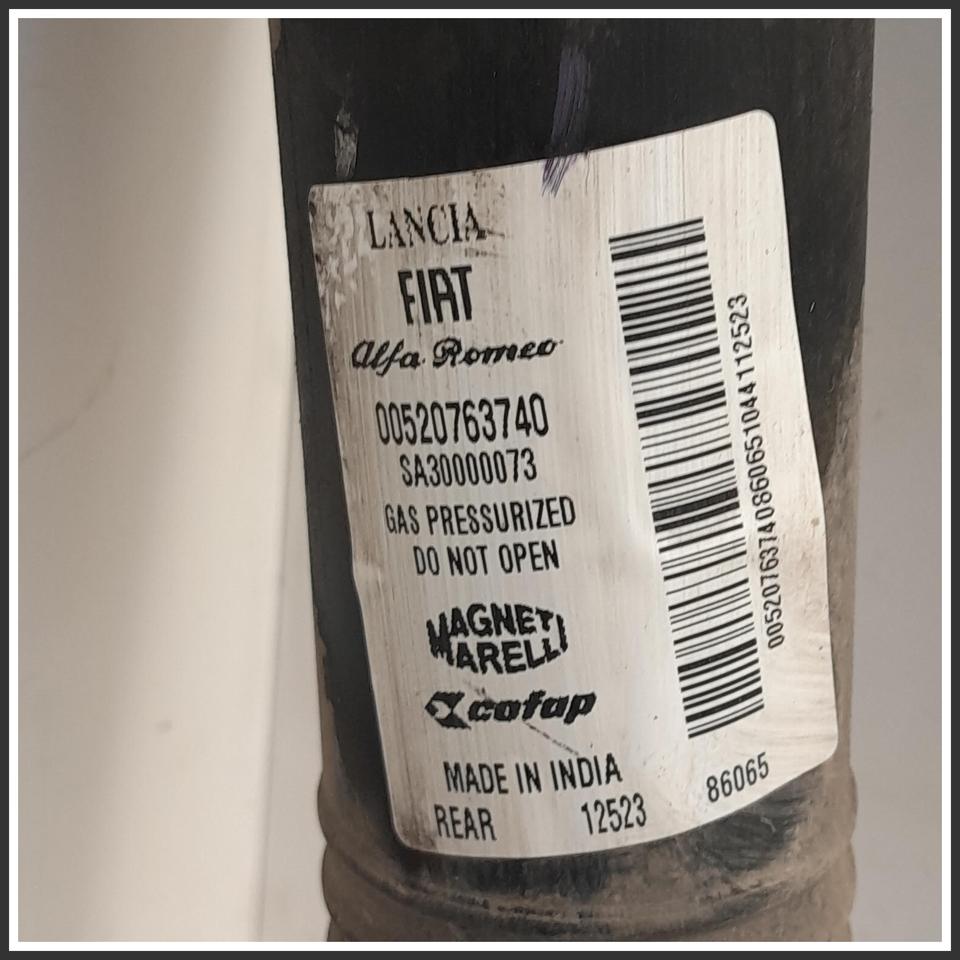 LANCIA
FIAT
Alfa Romeo
00520763740
SA30000073
GAS PRESSURIZED
DO NOT OPEN
MAGNETI
MARELLI
cofap
MADE IN INDIA
REAR 12523 86065
00520763740860651044112523